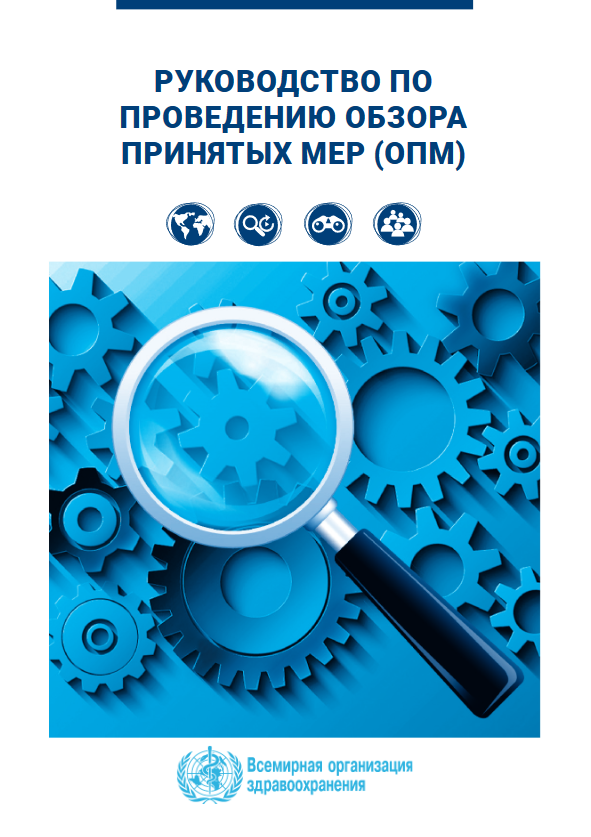 РУКОВОДСТВО ПО
ПРОВЕДЕНИЮ ОБЗОРА
ПРИНЯТЫХ МЕР (ОПМ)
Всемирная организация
здравоохранения